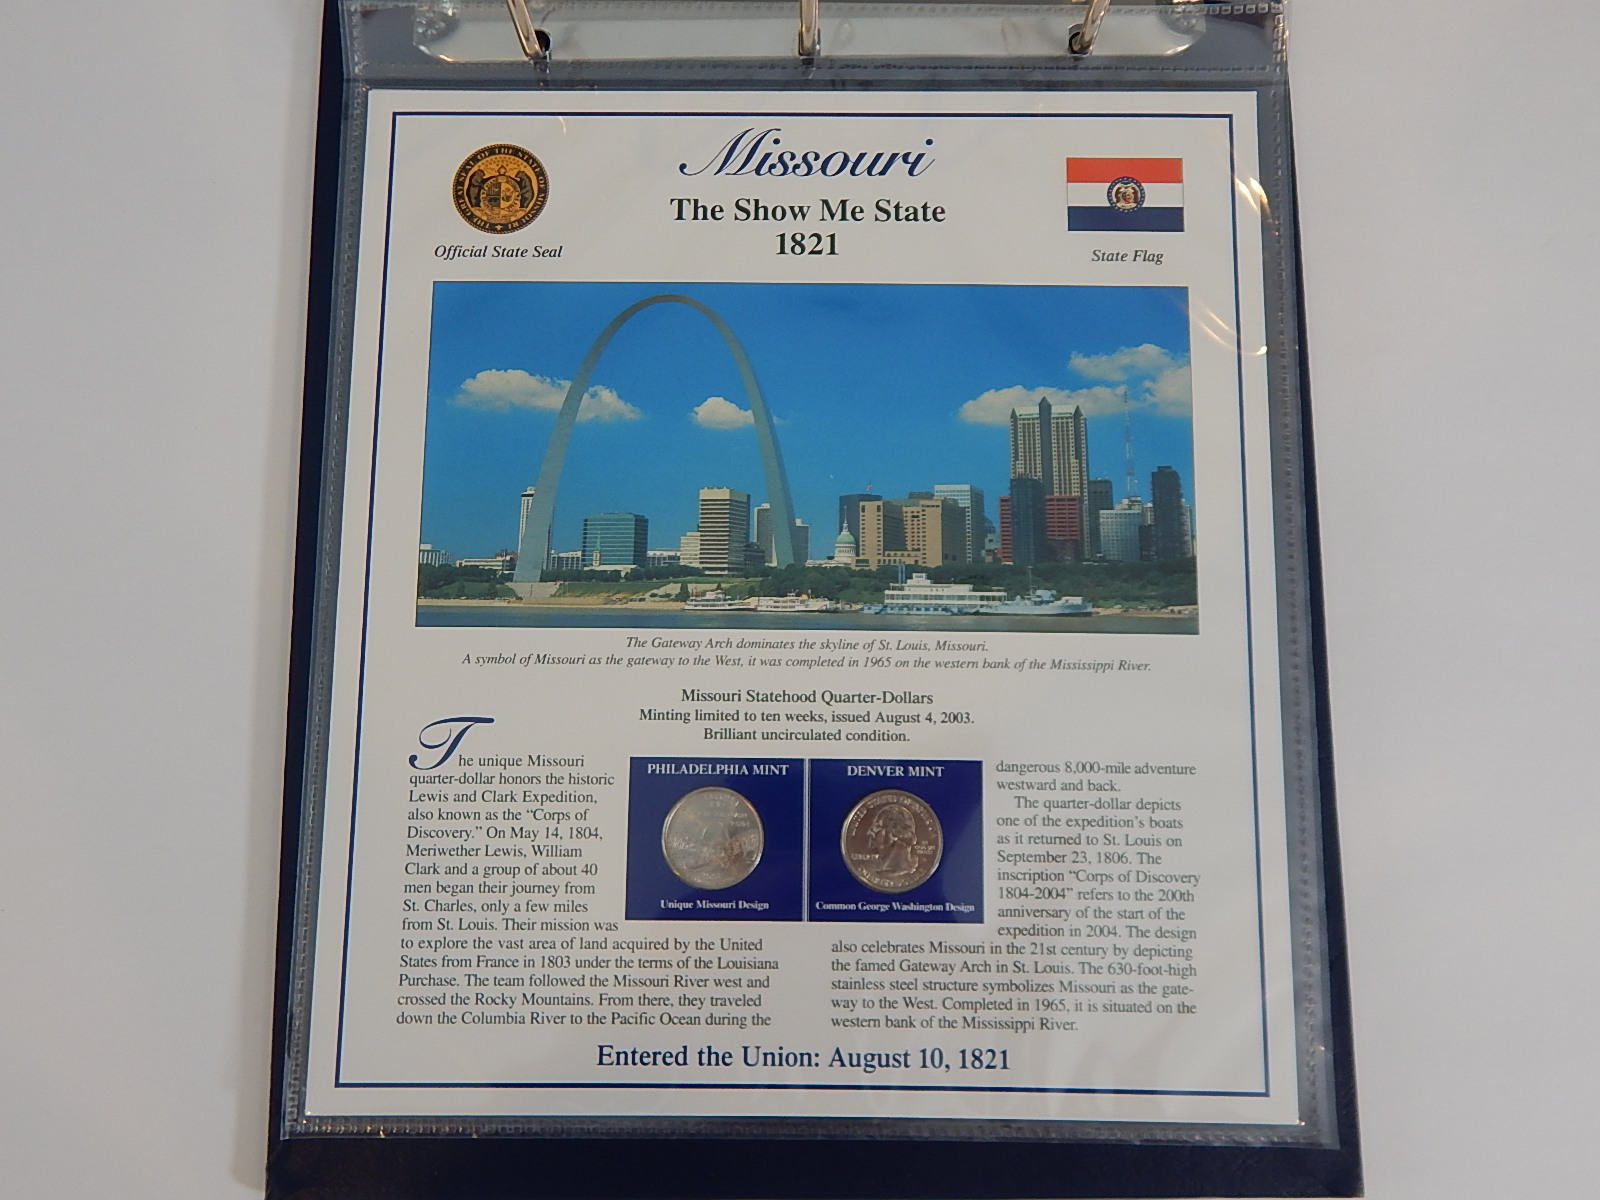 Missouri
The Show Me State
1821
Official State Seal
State Flag
The Gateway Arch dominates the skyline of St. Louis, Missouri.
A symbol of Missouri as the gateway to the West, it was completed in 1965 on the western bank of the Mississippi River.
Missouri Statehood Quarter-Dollars
Minting limited to ten weeks, issued August 4, 2003.
Brilliant uncirculated condition.
The unique Missouri
quarter-dollar honors the historic
Lewis and Clark Expedition,
also known as the “Corps of
Discovery.” On May 14, 1804,
Meriwether Lewis, William
Clark and a group of about 40
men began their journey from
St. Charles, only a few miles
from St. Louis. Their mission was
to explore the vast area of land acquired by the United
States from France in 1803 under the terms of the Louisiana
Purchase. The team followed the Missouri River west and
crossed the Rocky Mountains. From there, they traveled
down the Columbia River to the Pacific Ocean during the
PHILADELPHIA MINT
Unique Missouri Design
DENVER MINT
LIBERTY
Common George Washington Design
dangerous 8,000-mile adventure
westward and back.
The quarter-dollar depicts
one of the expedition’s boats
as it returned to St. Louis on
September 23, 1806. The
inscription “Corps of Discovery
1804-2004” refers to the 200th
anniversary of the start of the
expedition in 2004. The design
also celebrates Missouri in the 21st century by depicting
the famed Gateway Arch in St. Louis. The 630-foot-high
stainless steel structure symbolizes Missouri as the gate-
way to the West. Completed in 1965, it is situated on the
western bank of the Mississippi River.
Entered the Union: August 10, 1821